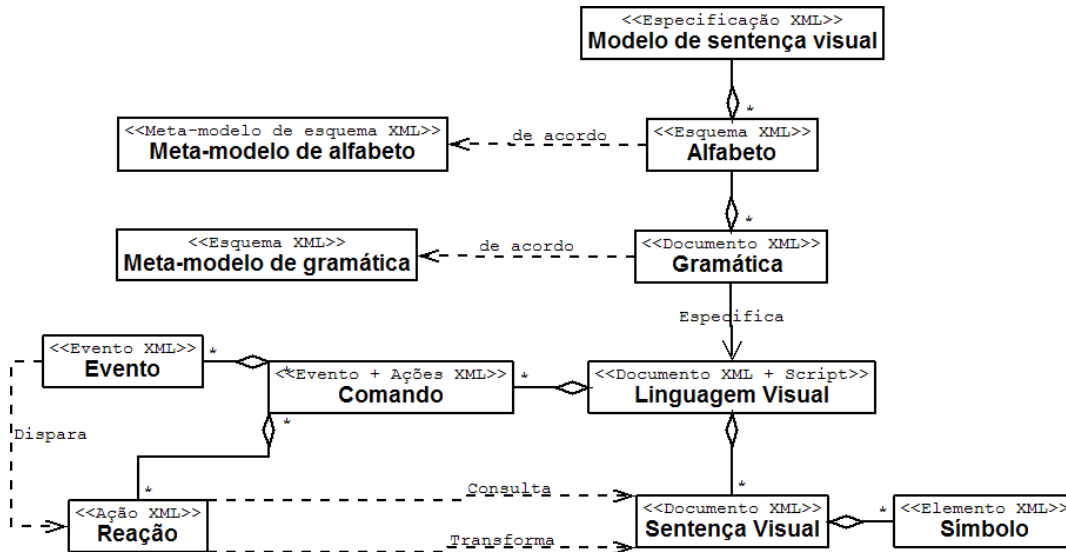 <<Especificação XML>>
Modelo de sentença visual
*
<<Meta-modelo de esquema XML>>
Meta-modelo de alfabeto
de acordo
<<Esquema XML>>
Alfabeto
*
<<Esquema XML>>
Meta-modelo de gramática
de acordo
<<Documento XML>>
Gramática
Especifica
<<Evento XML>>
Evento
*
*
<<Evento + Ações XML>>
Comando
*
*
<<Documento XML + Script>>
Linguagem Visual
Dispara
*
Consulta
*
<<Ação XML>>
Reação
Transforma
<<Documento XML>>
Sentença Visual
*
<<Elemento XML>>
Símbolo